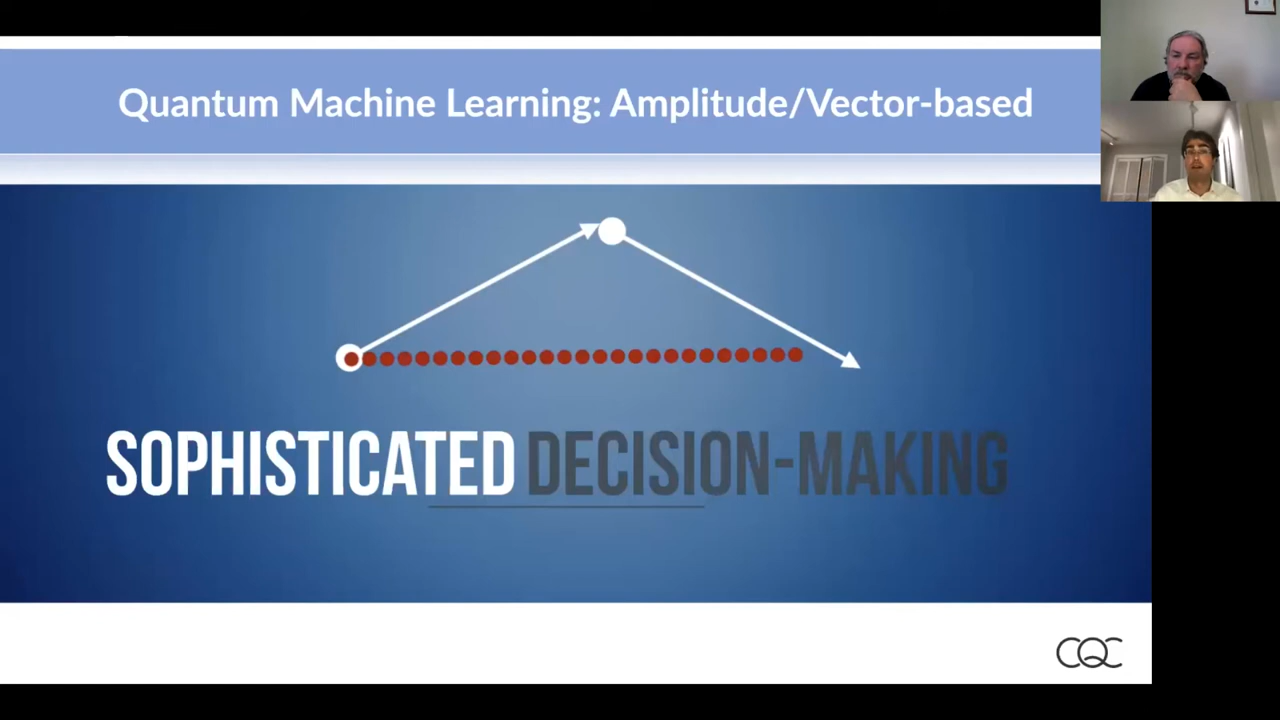 Quantum Machine Learning: Amplitude/Vector-based
SOPHISTICATED DECISION-MAKING
CQC